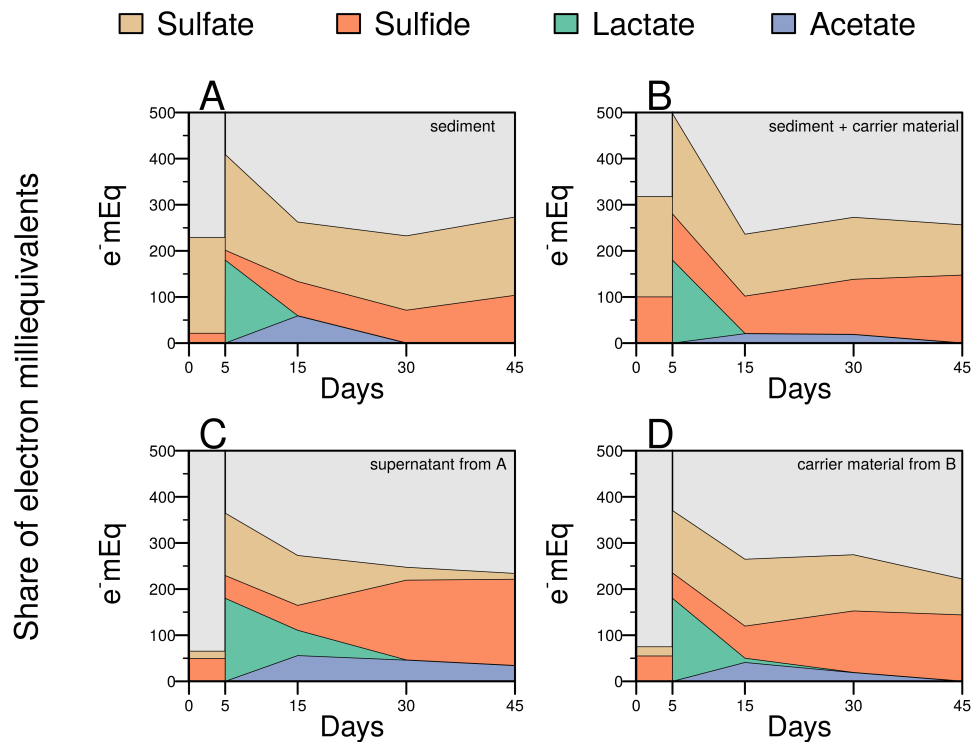 Sulfate Sulfide Lactate Acetate
Share of electron milliequivalents
A
sediment
500
400
300
200
100
0
e⁻mEq
0 5 15 30 45
Days
B
sediment + carrier material
500
400
300
200
100
0
e⁻mEq
0 5 15 30 45
Days
C
supernatant from A
500
400
300
200
100
0
e⁻mEq
0 5 15 30 45
Days
D
carrier material from B
500
400
300
200
100
0
e⁻mEq
0 5 15 30 45
Days